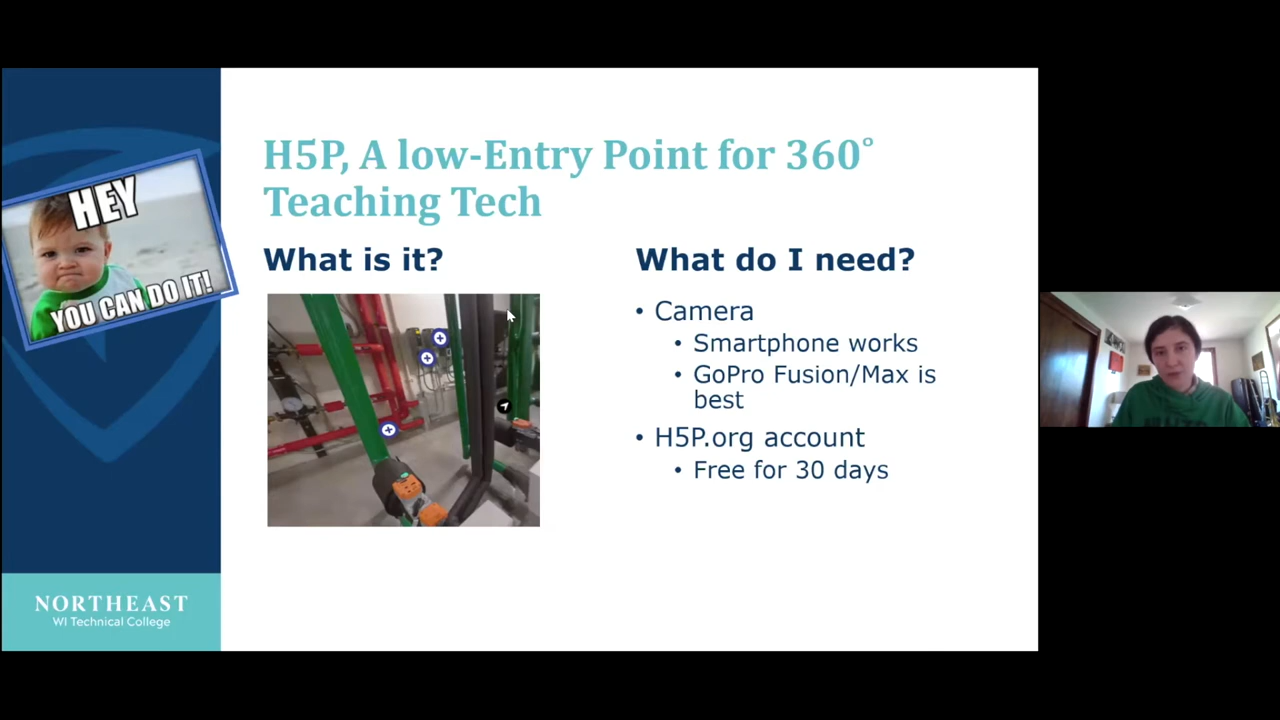 H5P, A low-Entry Point for 360°
Teaching Tech
HEY
YOU CAN DO IT!
What is it?
What do I need?
• Camera
• Smartphone works
• GoPro Fusion/Max is
best
• H5P.org account
• Free for 30 days
NORTHEAST
WI Technical College